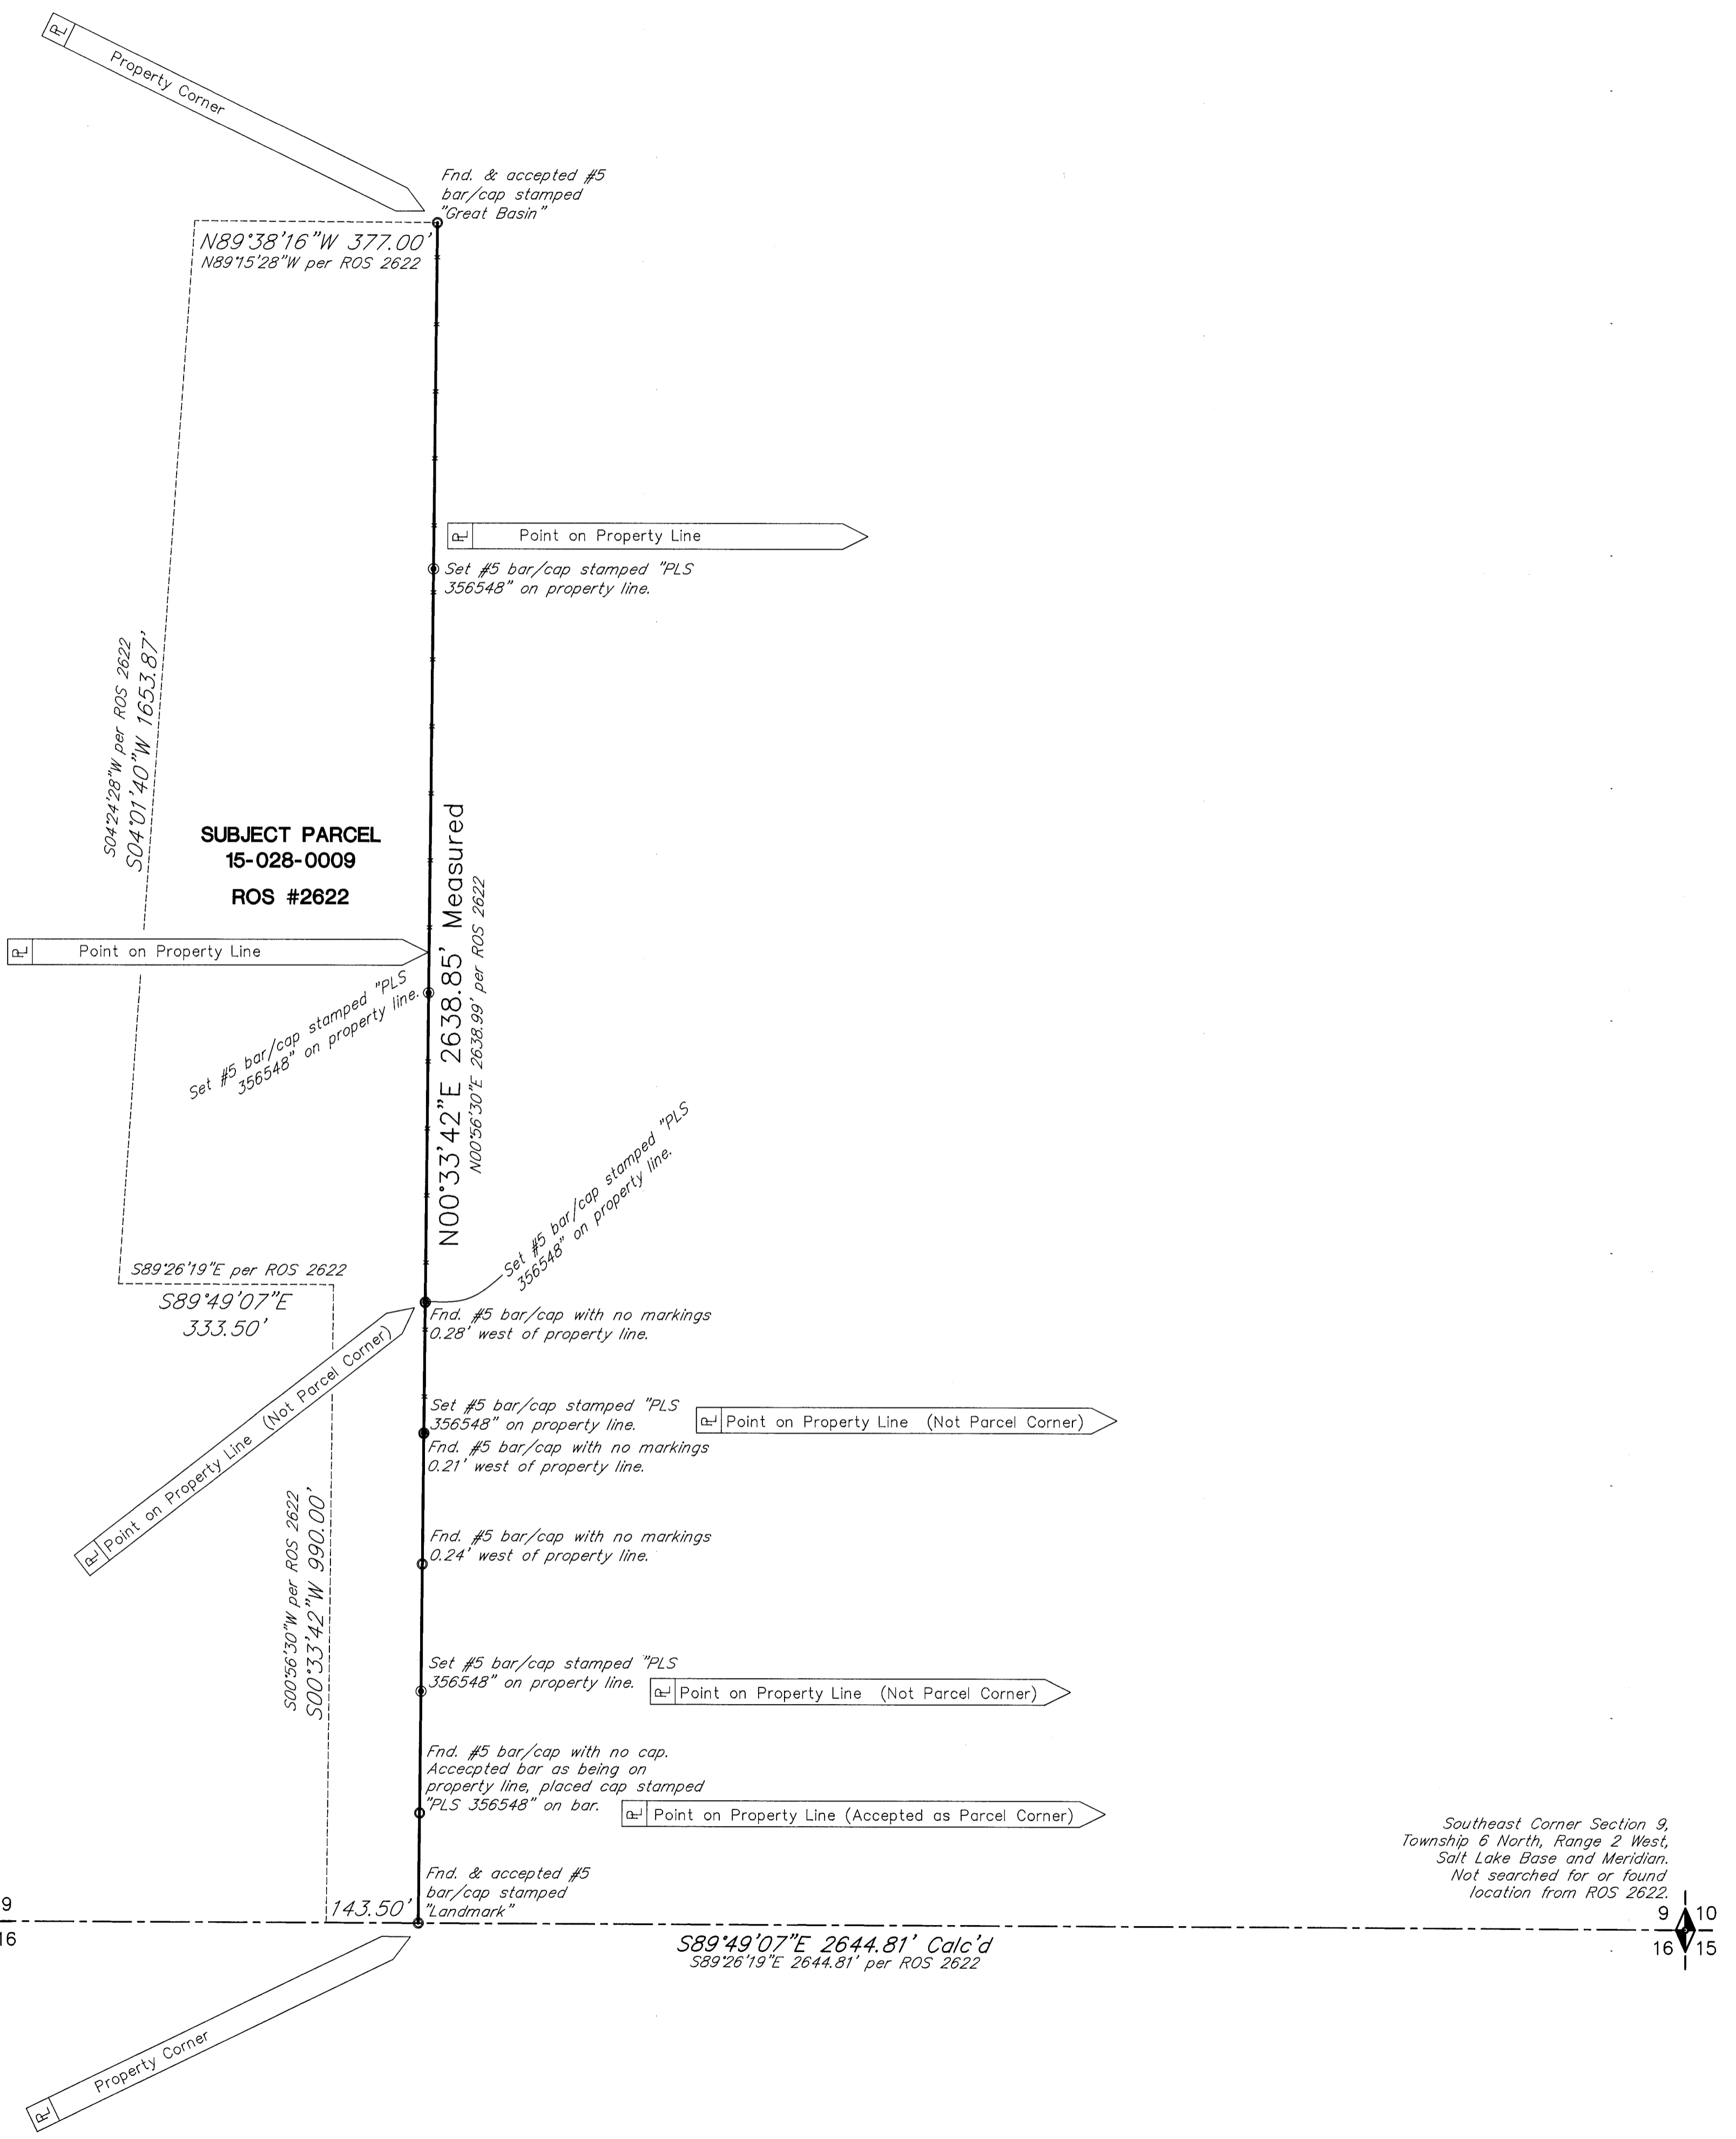 PL Property Corner
Fnd. & accepted #5
bar/cap stamped
"Great Basin"
N89°38'16"W 377.00'
N89°15'28"W per ROS 2622
PL Point on Property Line
Set #5 bar/cap stamped "PLS
356548" on property line.
S04°24'28"W per ROS 2622
S04°01'40"W 1653.87'
SUBJECT PARCEL
15-028-0009
ROS #2622
N00°33'42"E 2638.85' Measured
N00°56'30"E 2638.99' per ROS 2622
PL Point on Property Line
Set #5 bar/cap stamped "PLS
356548" on property line.
Set #5 bar/cap stamped "PLS
356548" on property line.
S89°26'19"E per ROS 2622
S89°49'07"E
333.50'
Fnd. #5 bar/cap with no markings
0.28' west of property line.
PL Point on Property Line (Not Parcel Corner)
Set #5 bar/cap stamped "PLS
356548" on property line.
PL Point on Property Line (Not Parcel Corner)
Fnd. #5 bar/cap with no markings
0.21' west of property line.
S00°56'30"W per ROS 2622
S00°33'42"W 990.00'
Fnd. #5 bar/cap with no markings
0.24' west of property line.
Set #5 bar/cap stamped "PLS
356548" on property line.
PL Point on Property Line (Not Parcel Corner)
Fnd. #5 bar/cap with no cap.
Accecpted bar as being on
property line, placed cap stamped
"PLS 356548" on bar.
PL Point on Property Line (Accepted as Parcel Corner)
Fnd. & accepted #5
bar/cap stamped
"Landmark"
143.50'
Southeast Corner Section 9,
Township 6 North, Range 2 West,
Salt Lake Base and Meridian.
Not searched for or found
location from ROS 2622.
9
16
9 10
16 15
S89°49'07"E 2644.81' Calc'd
S89°26'19"E 2644.81' per ROS 2622
PL Property Corner